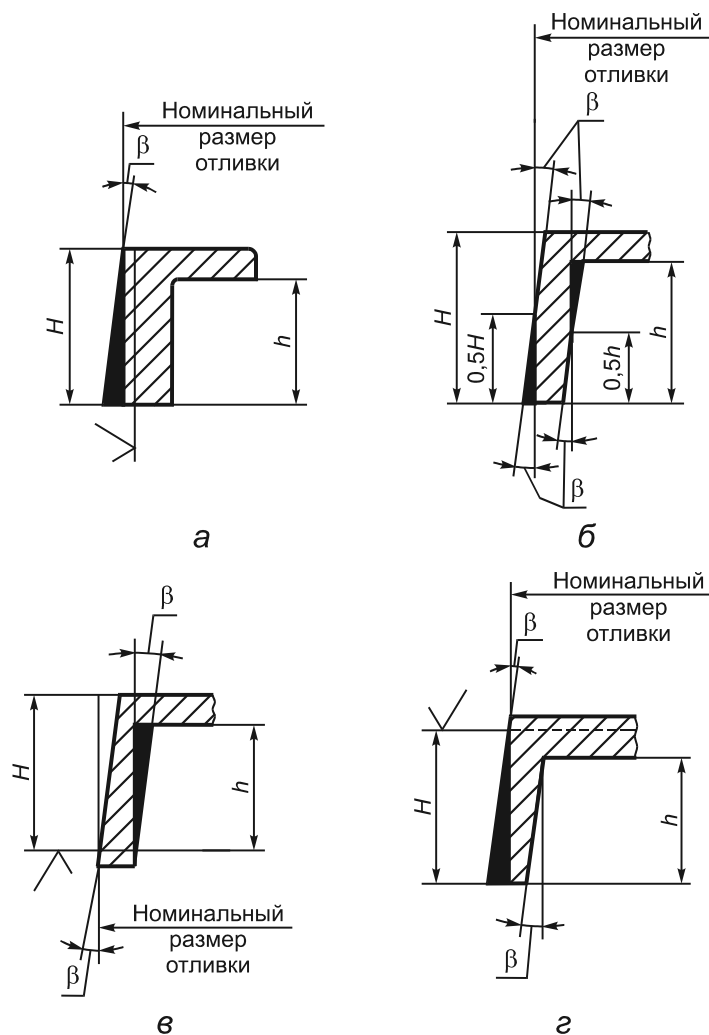 Номинальный
размер
отливки
β
H
h
а
Номинальный
размер
отливки
β
H
0,5H
0,5h
h
β
б
β
H
h
Номинальный
размер
отливки
β
в
Номинальный
размер
отливки
β
H
h
β
г